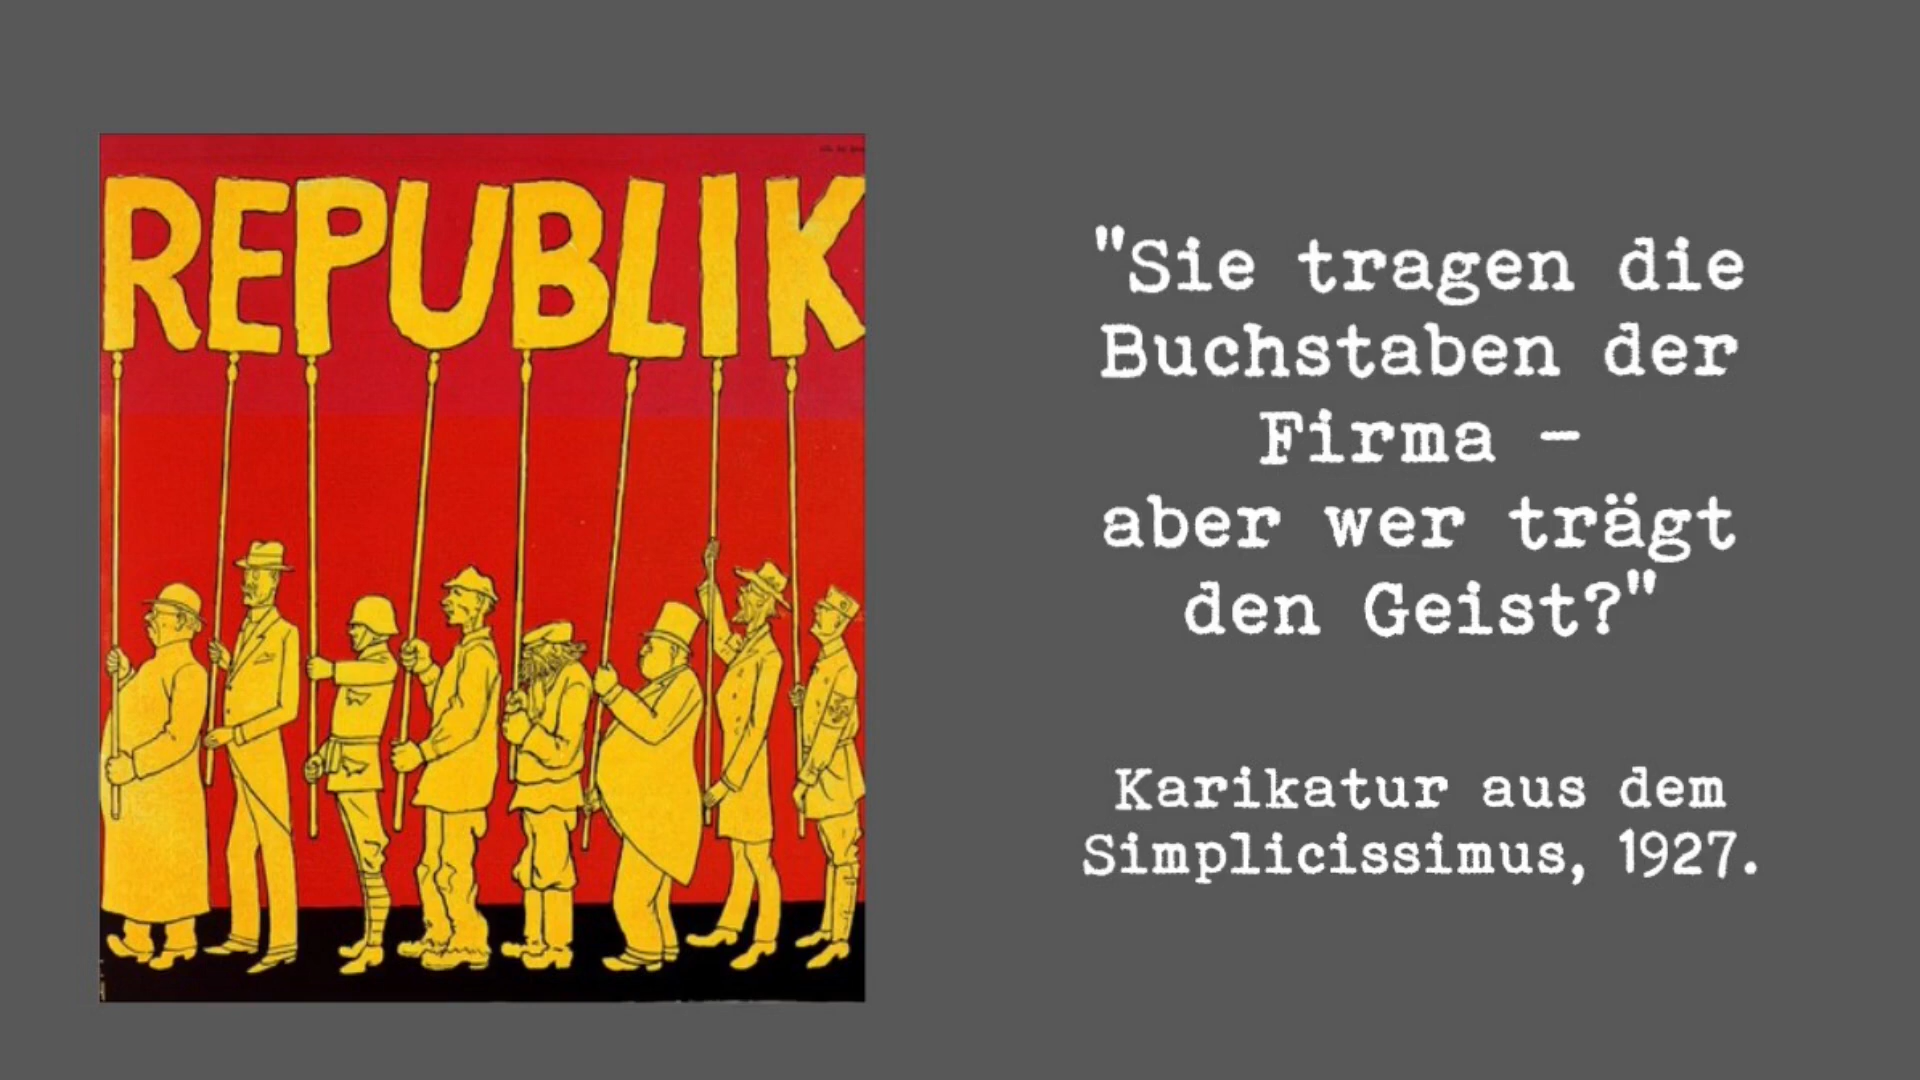 REPUBLIK
"Sie tragen die
Buchstaben der
Firma -
aber wer trägt
den Geist?"
Karikatur aus dem
Simplicissimus, 1927.